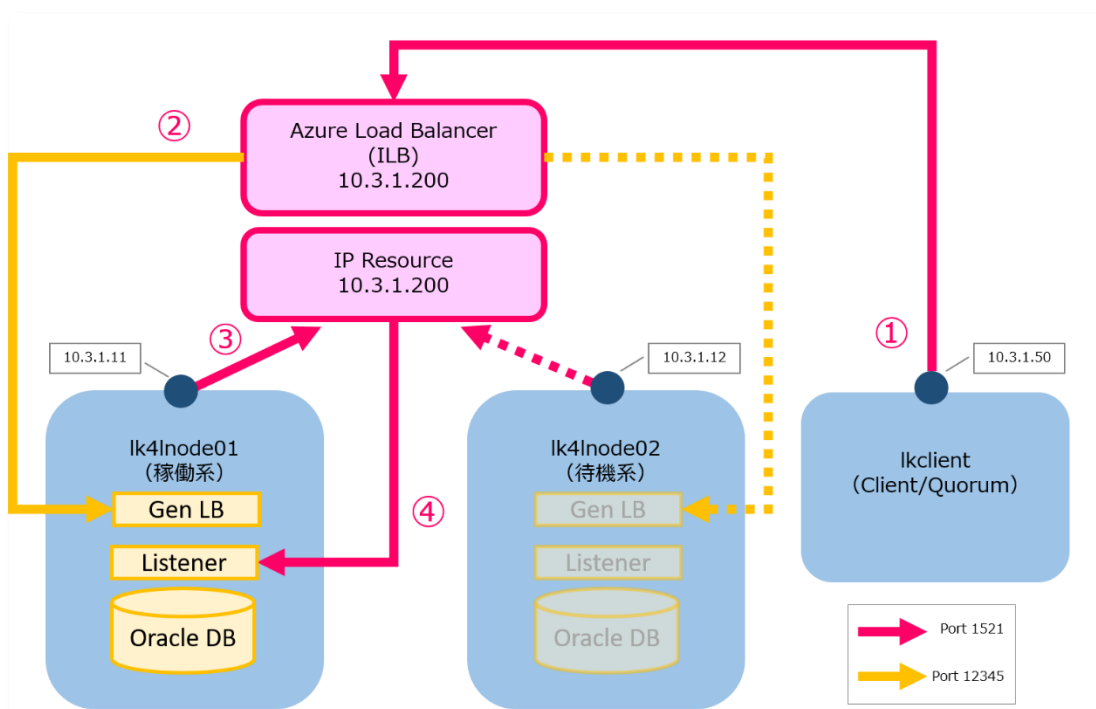 Azure Load Balancer
(ILB)
10.3.1.200
②
IP Resource
10.3.1.200
③
①
10.3.1.11
10.3.1.12
10.3.1.50
lk4lnode01
（稼働系）
Gen LB
Listener
Oracle DB
④
lk4lnode02
（待機系）
Gen LB
Listener
Oracle DB
lkclient
（Client/Quorum）
Port 1521
Port 12345